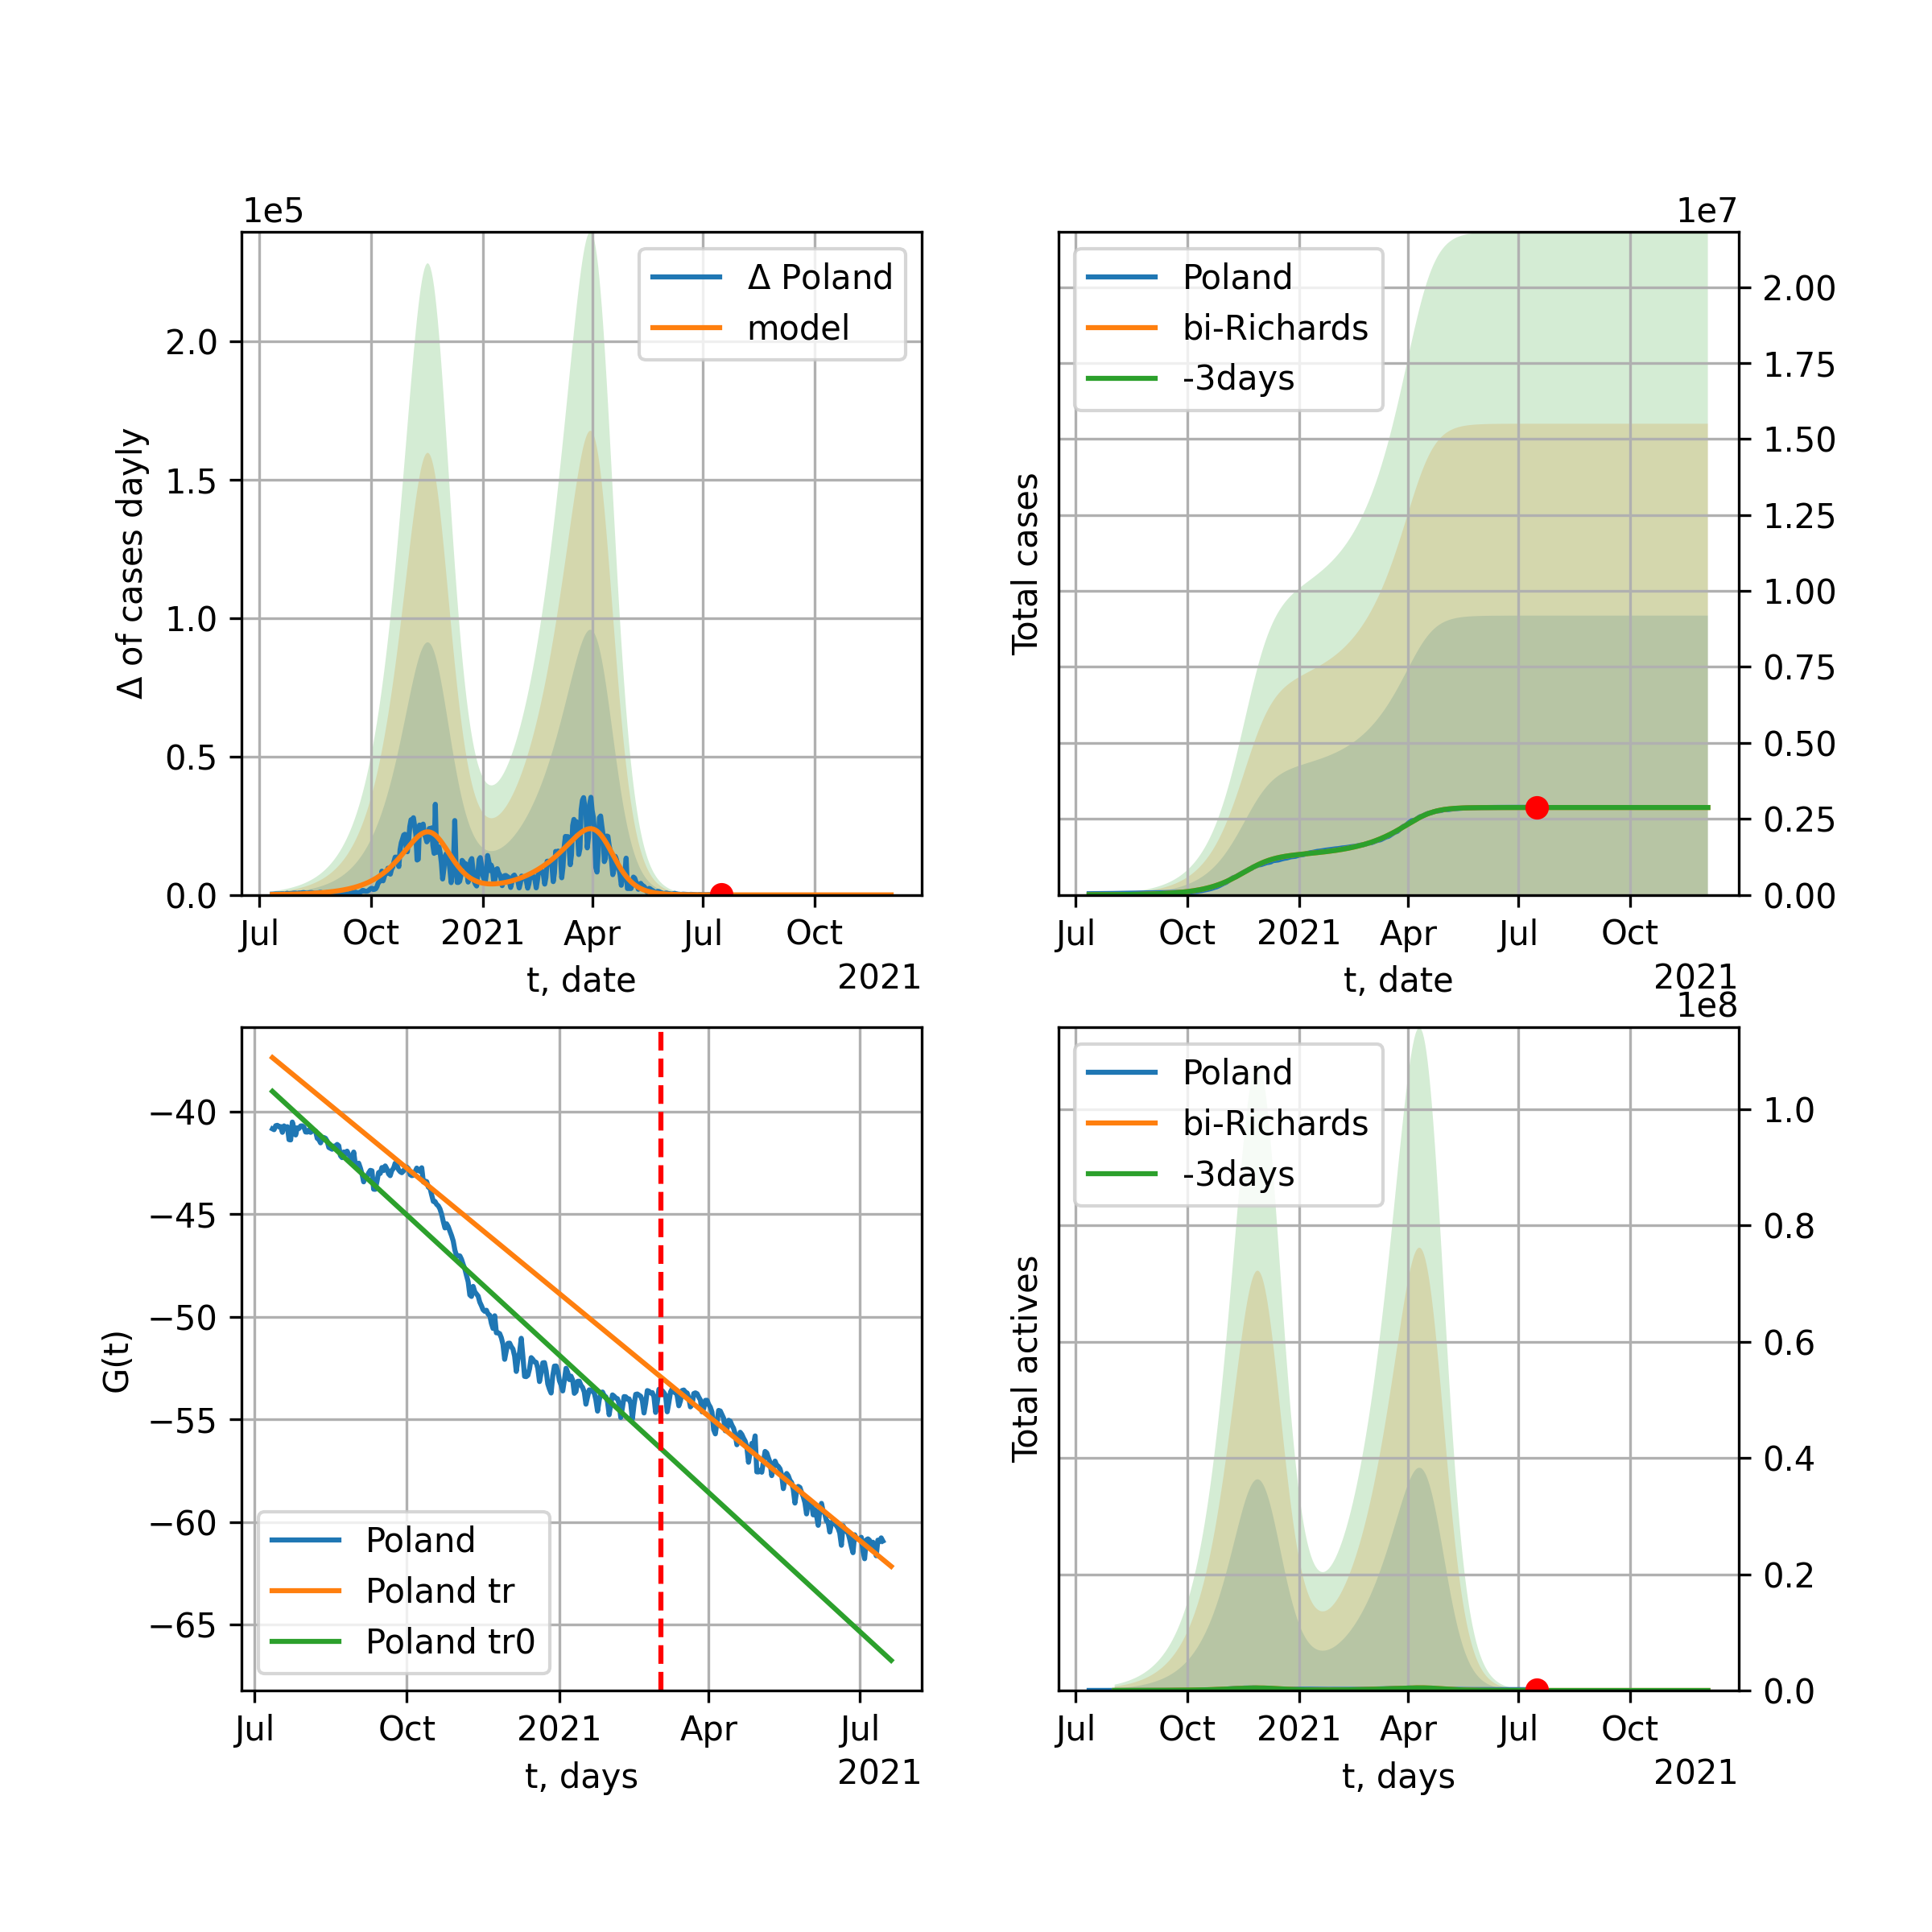 1e5
Δ of cases dayly
2.0
1.5
1.0
0.5
0.0
Δ Poland
model
Jul
Oct
2021
Apr
Jul
Oct
t, date
2021
1e7
Total cases
Poland
bi-Richards
-3days
2.00
1.75
1.50
1.25
1.00
0.75
0.50
0.25
0.00
Jul
Oct
2021
Apr
Jul
Oct
t, date
2021
G(t)
−40
−45
−50
−55
−60
−65
Poland
Poland tr
Poland tr0
Jul
Oct
2021
Apr
Jul
t, days
2021
1e8
Total actives
Poland
bi-Richards
-3days
1.0
0.8
0.6
0.4
0.2
0.0
Jul
Oct
2021
Apr
Jul
Oct
t, days
2021